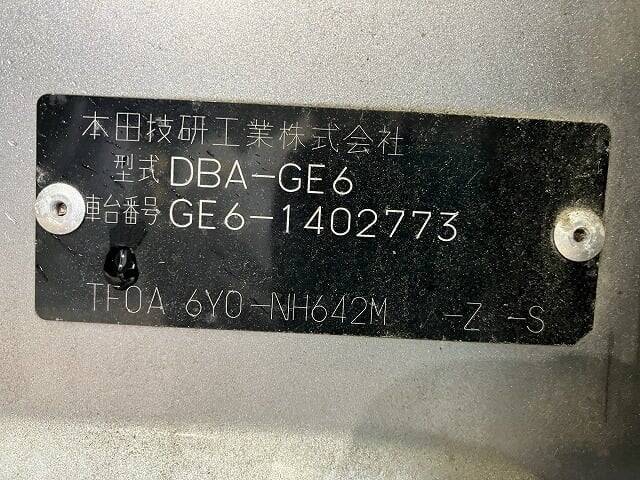 本田技研工業株式会社
型式 DBA-GE6
車台番号 GE6-1402773
TF0A 6Y0-NH642M -Z -S